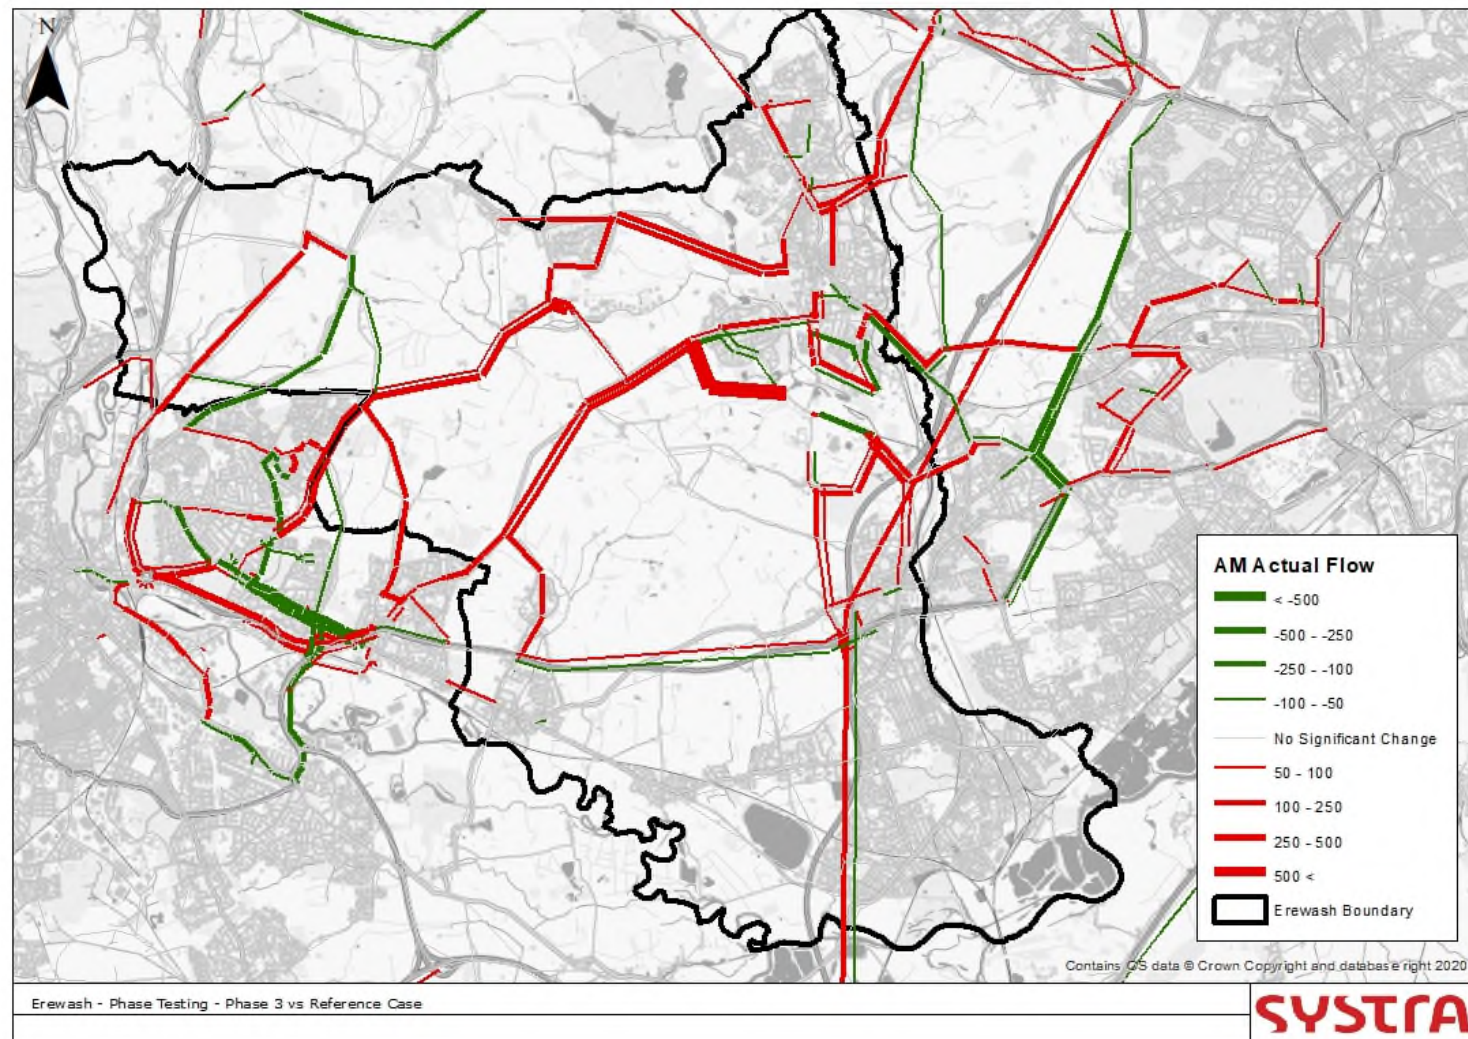 N
AM Actual Flow
< -500
-500 - -250
-250 - -100
-100 - -50
No Significant Change
50 - 100
100 - 250
250 - 500
500 <
Erewash Boundary
Contains OS data © Crown Copyright and database right 2020
Erewash - Phase Testing - Phase 3 vs Reference Case
SYSTRA